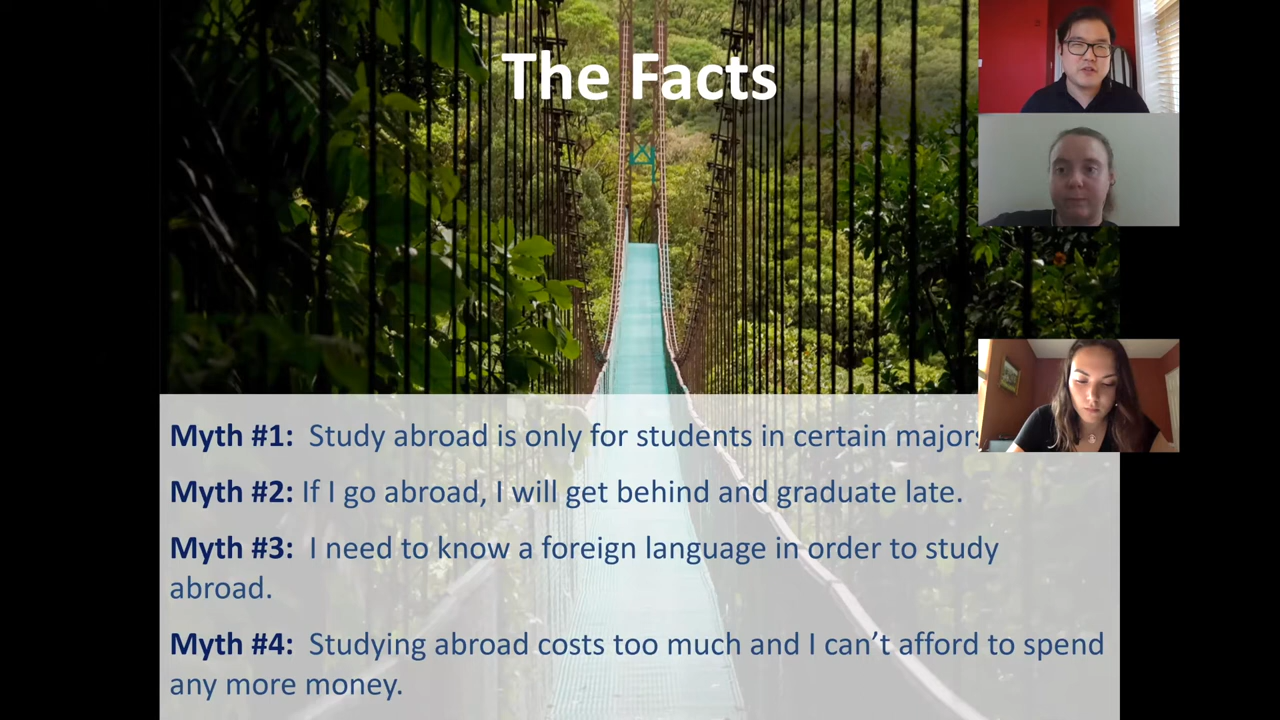 The Facts
Myth #1: Study abroad is only for students in certain majors
Myth #2: If I go abroad, I will get behind and graduate late.
Myth #3: I need to know a foreign language in order to study
abroad.
Myth #4: Studying abroad costs too much and I can’t afford to spend
any more money.